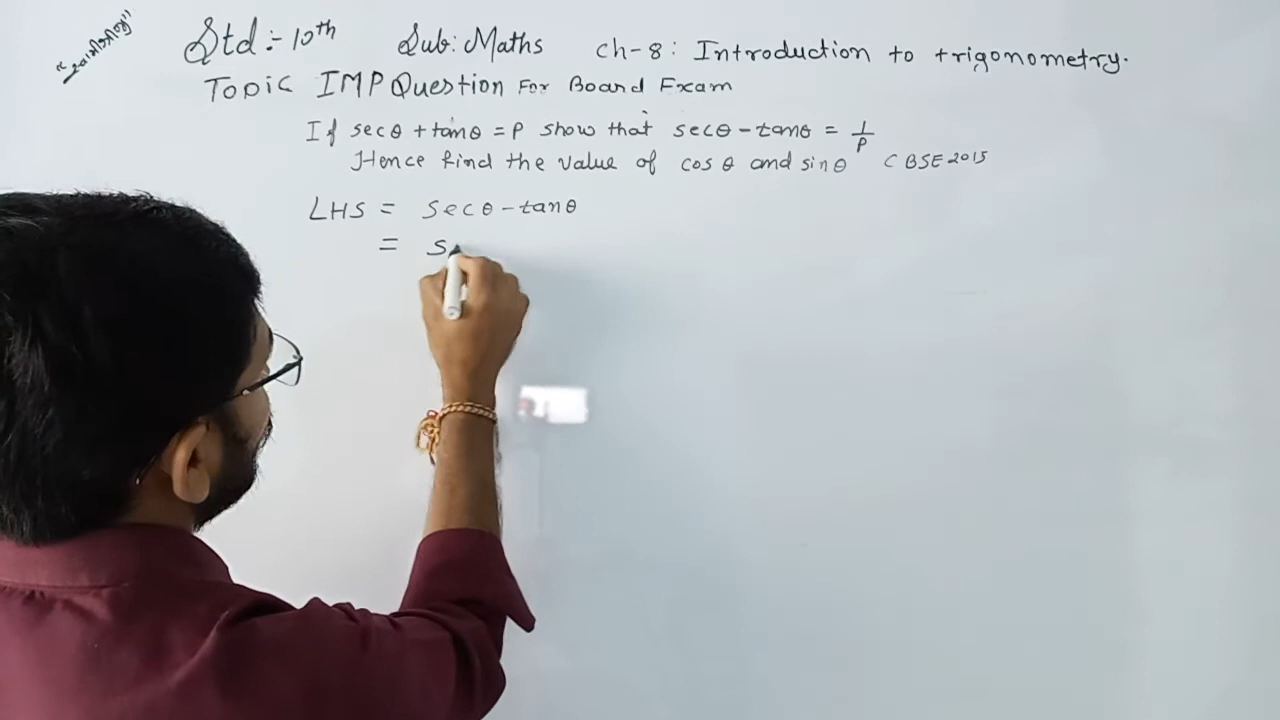 Std:- 10th Sub: Maths Ch-8: Introduction to trigonometry.
Topic IMP Question For Board Exam
If secθ + tanθ = P show that secθ - tanθ = 1/P
Hence find the value of cos θ and sinθ CBSE 2015
LHS = Secθ - tanθ
= s